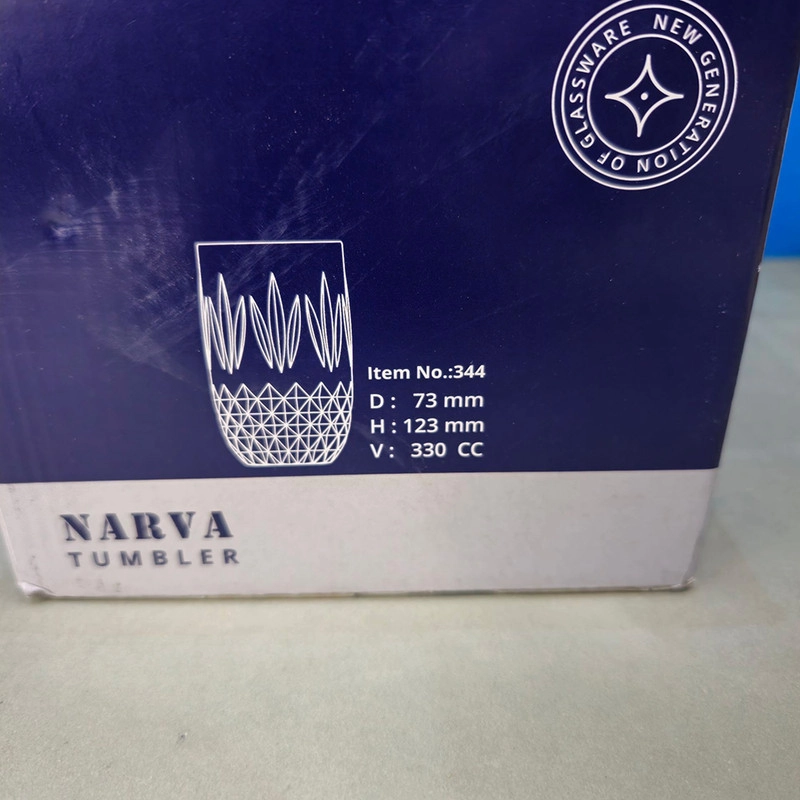 NEW GENERATION OF GLASSWARE
Item No.:344
D : 73 mm
H : 123 mm
V : 330 CC
NARVA
TUMBLER